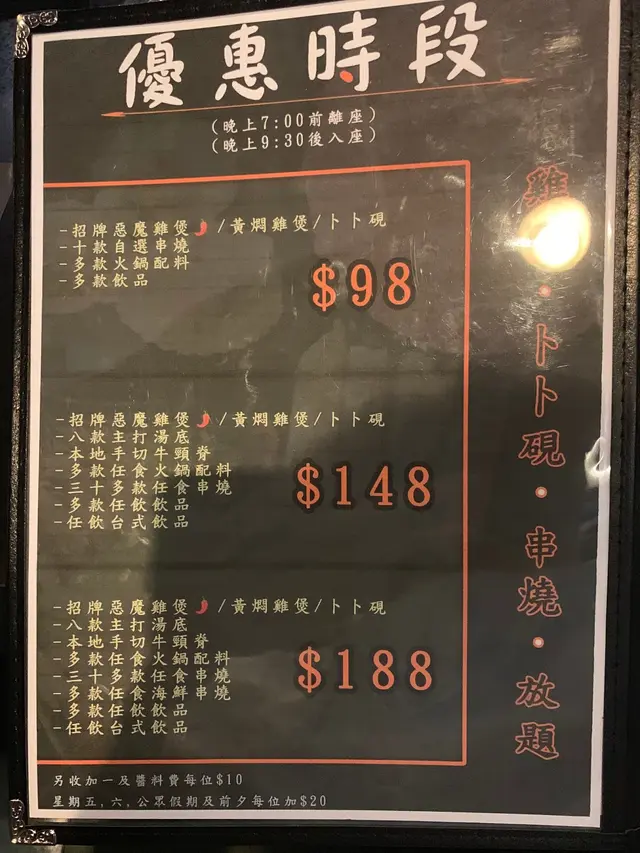 優惠時段
(晚上7:00前離座)
(晚上9:30後入座)
-招牌惡魔雞煲🌶/黃燜雞煲/卜卜硯
-十款自選串燒
-多款火鍋配料
-多款飲品
$98
-招牌惡魔雞煲🌶/黃燜雞煲/卜卜硯
-八款主打湯底
-本地手切牛頸脊
-多款任食火鍋配料
-三十多款任食串燒
-多款任飲飲品
-任飲台式飲品
$148
-招牌惡魔雞煲🌶/黃燜雞煲/卜卜硯
-八款主打湯底
-本地手切牛頸脊
-多款任食火鍋配料
-三十多款任食串燒
-多款任食海鮮串燒
-多款任飲飲品
-任飲台式飲品
$188
另收加一及醬料費每位$10
星期五,六,公眾假期及前夕每位加$20
雞
•卜卜硯•串燒•放題